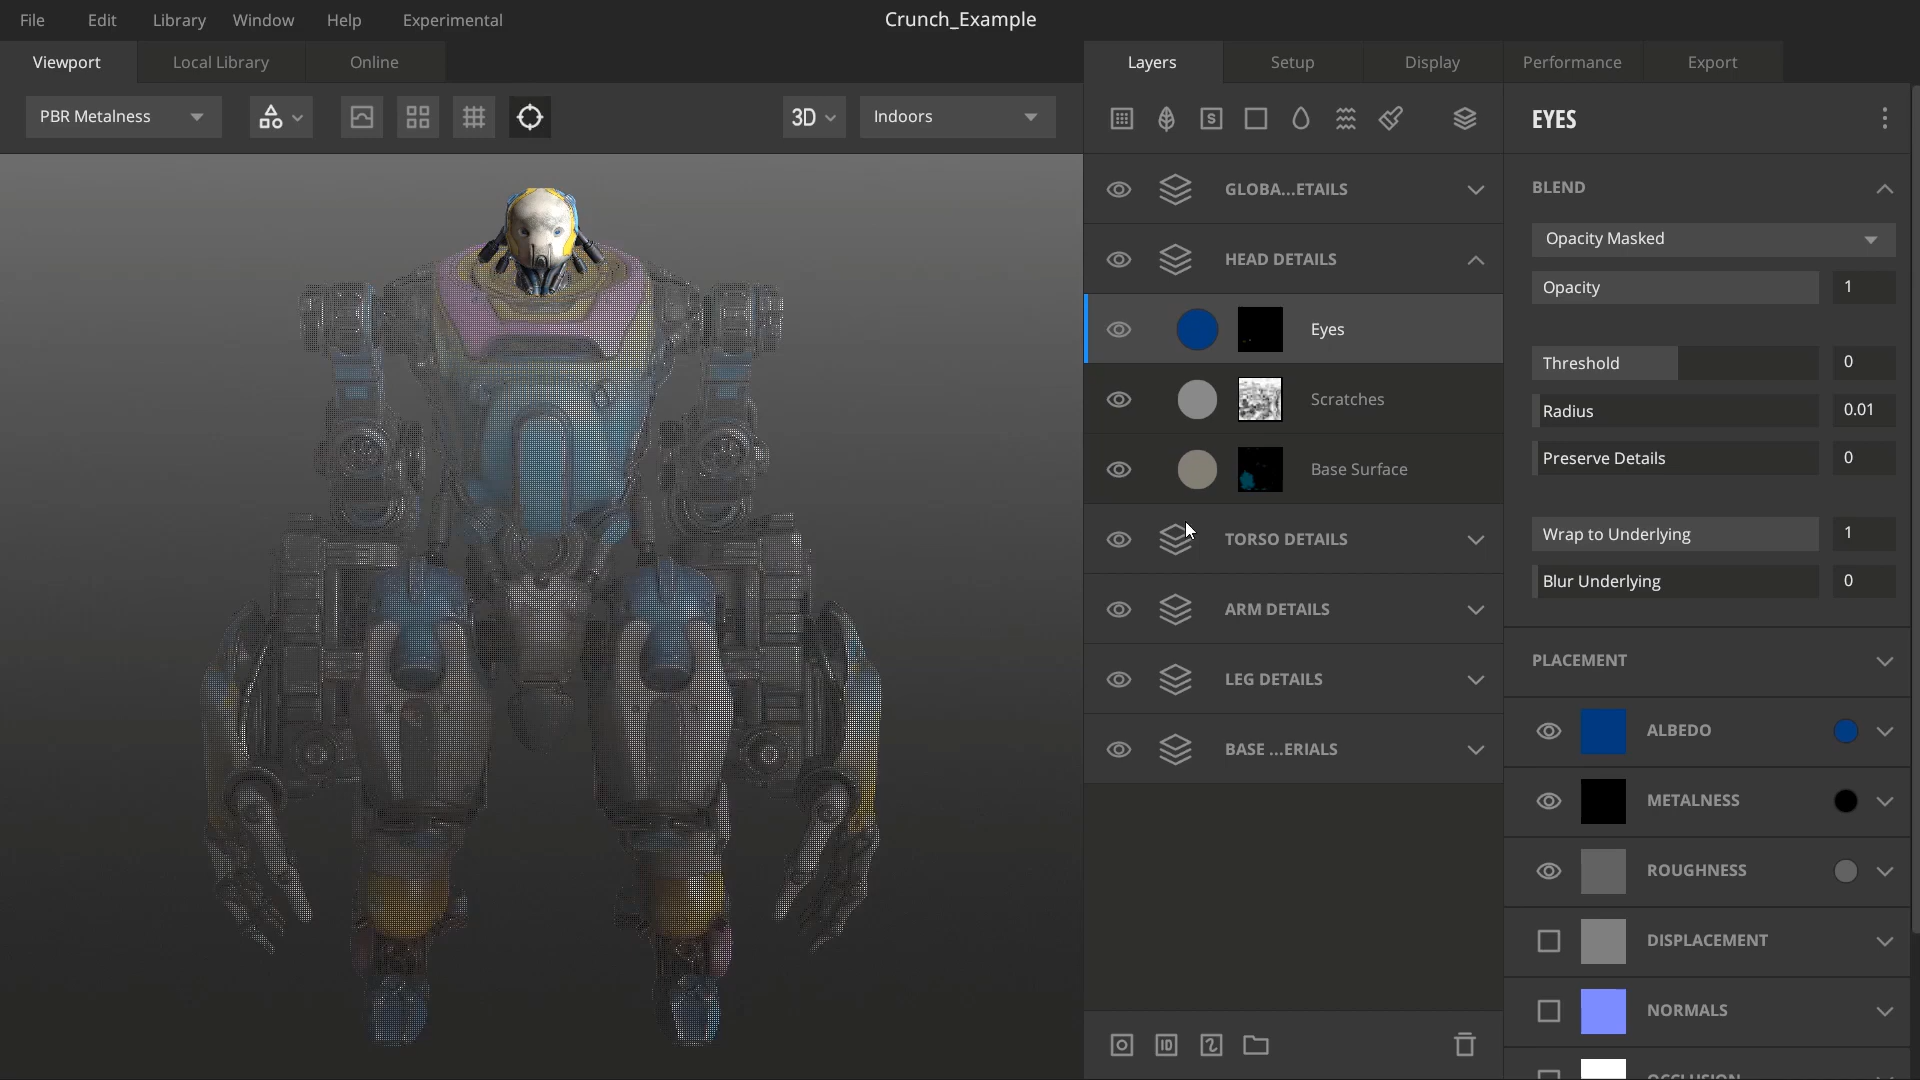 File Edit Library Window Help Experimental
Crunch_Example
Viewport Local Library Online
Layers Setup Display Performance Export
PBR Metalness
3D
Indoors
S
EYES
GLOBA...ETAILS
HEAD DETAILS
Eyes
Scratches
Base Surface
TORSO DETAILS
ARM DETAILS
LEG DETAILS
BASE ...ERIALS
ID
BLEND
Opacity Masked
Opacity 1
Threshold 0
Radius 0.01
Preserve Details 0
Wrap to Underlying 1
Blur Underlying 0
PLACEMENT
ALBEDO
METALNESS
ROUGHNESS
DISPLACEMENT
NORMALS
OCCLUSION